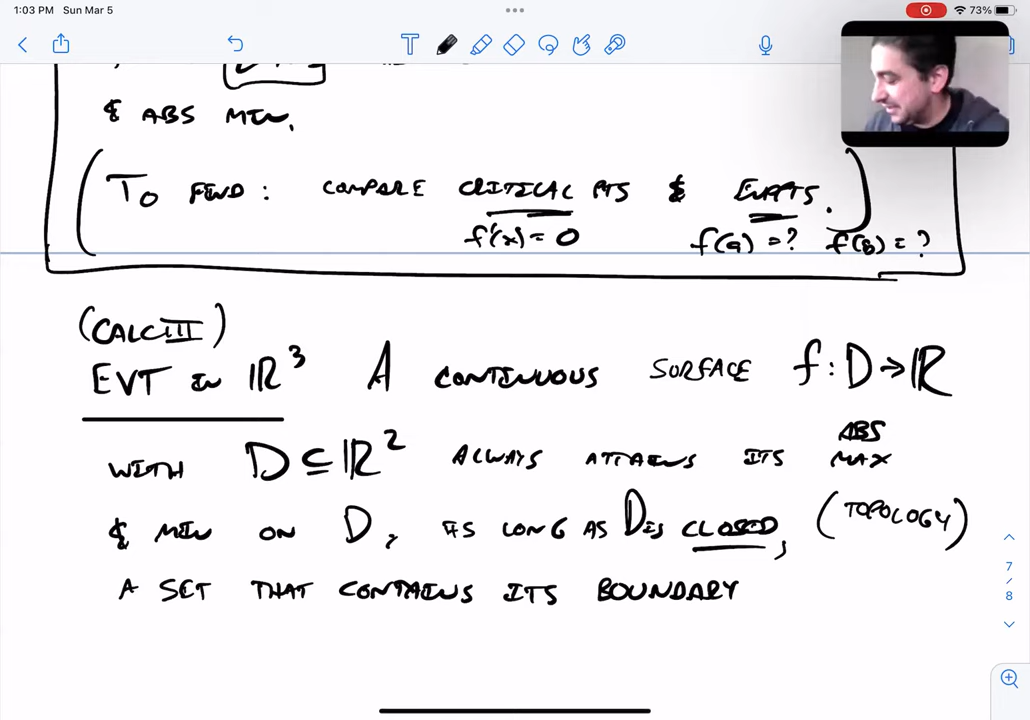 1:03 PM Sun Mar 5
73%
& ABS MIN.
(TO FIND: COMPARE CRITICAL PTS & ENDPTS.)
f'(x) = 0 f(a) = ? f(b) = ?
(CALC III)
EVT IN ℝ³ A CONTINUOUS SURFACE f: D → ℝ
WITH D ⊆ ℝ² ALWAYS ATTAINS ITS ABS MAX
& MIN ON D, AS LONG AS D IS CLOSED, (TOPOLOGY)
A SET THAT CONTAINS ITS BOUNDARY
7/8